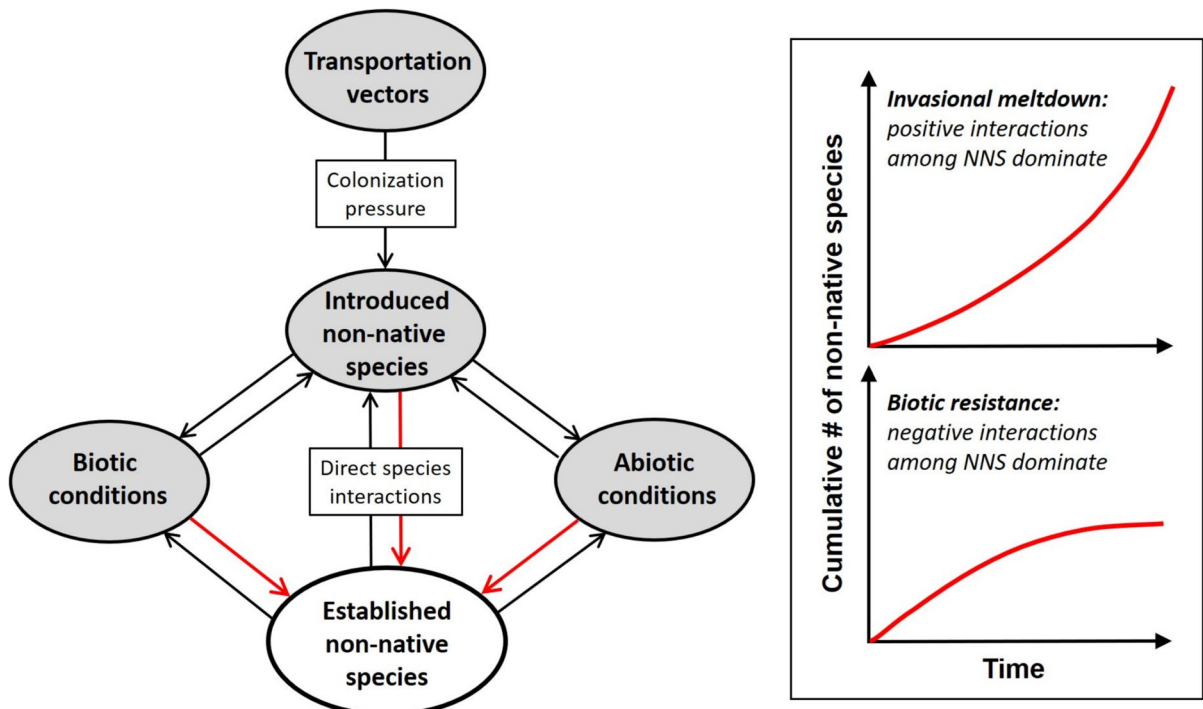 Transportation
vectors
Colonization
pressure
Introduced
non-native
species
Biotic
conditions
Direct species
interactions
Abiotic
conditions
Established
non-native
species
Cumulative # of non-native species
Invasional meltdown:
positive interactions
among NNS dominate
Biotic resistance:
negative interactions
among NNS dominate
Time